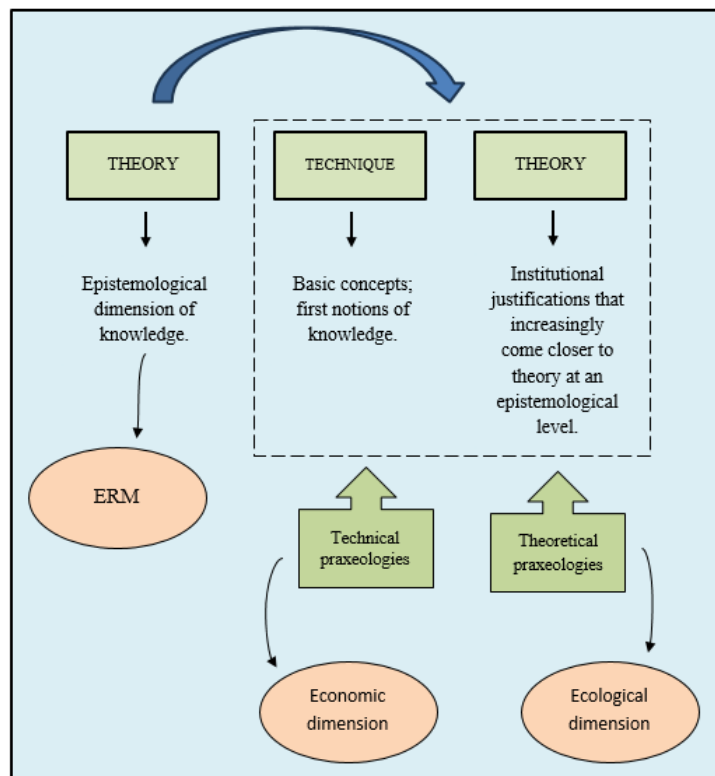 THEORY
TECHNIQUE
THEORY
Epistemological
dimension of
knowledge.
Basic concepts;
first notions of
knowledge.
Institutional
justifications that
increasingly
come closer to
theory at an
epistemological
level.
ERM
Technical
praxeologies
Theoretical
praxeologies
Economic
dimension
Ecological
dimension